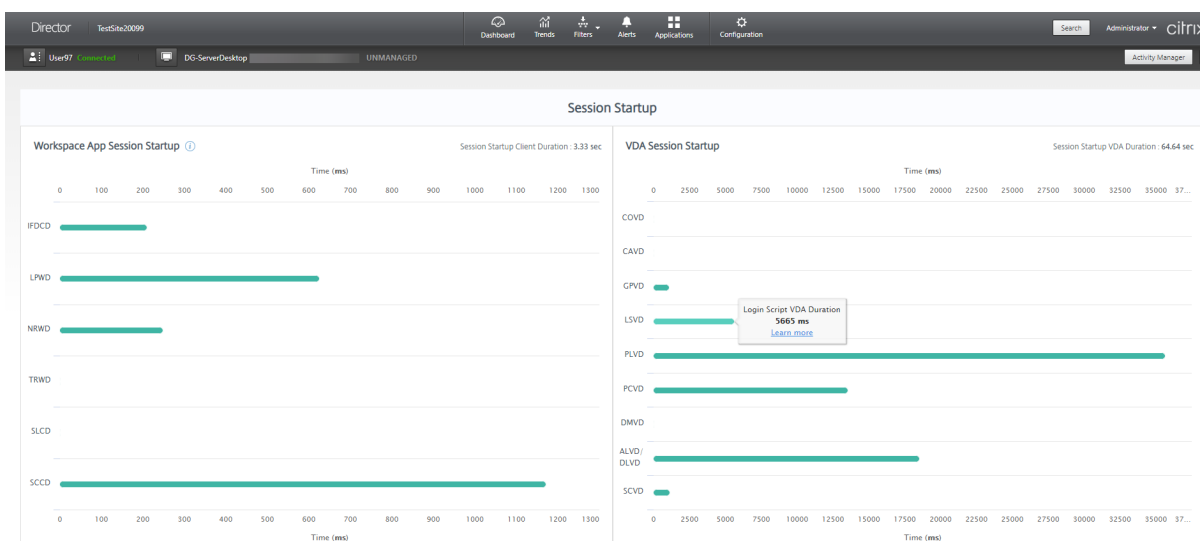 Director TestSite20099 Dashboard Trends Filters Alerts Applications Configuration Search Administrator citrix
User97 Connected DG-ServerDesktop UNMANAGED Activity Manager
Session Startup
Workspace App Session Startup Session Startup Client Duration : 3.33 sec
Time (ms)
0 100 200 300 400 500 600 700 800 900 1000 1100 1200 1300
IFDCD
LPWD
NRWD
TRWD
SLCD
SCCD
0 100 200 300 400 500 600 700 800 900 1000 1100 1200 1300
Time (ms)
VDA Session Startup Session Startup VDA Duration : 64.64 sec
Time (ms)
0 2500 5000 7500 10000 12500 15000 17500 20000 22500 25000 27500 30000 32500 35000 37...
COVD
CAVD
GPVD
LSVD
Login Script VDA Duration
5665 ms
Learn more
PLVD
PCVD
DMVD
ALVD/
DLVD
SCVD
0 2500 5000 7500 10000 12500 15000 17500 20000 22500 25000 27500 30000 32500 35000 37...
Time (ms)